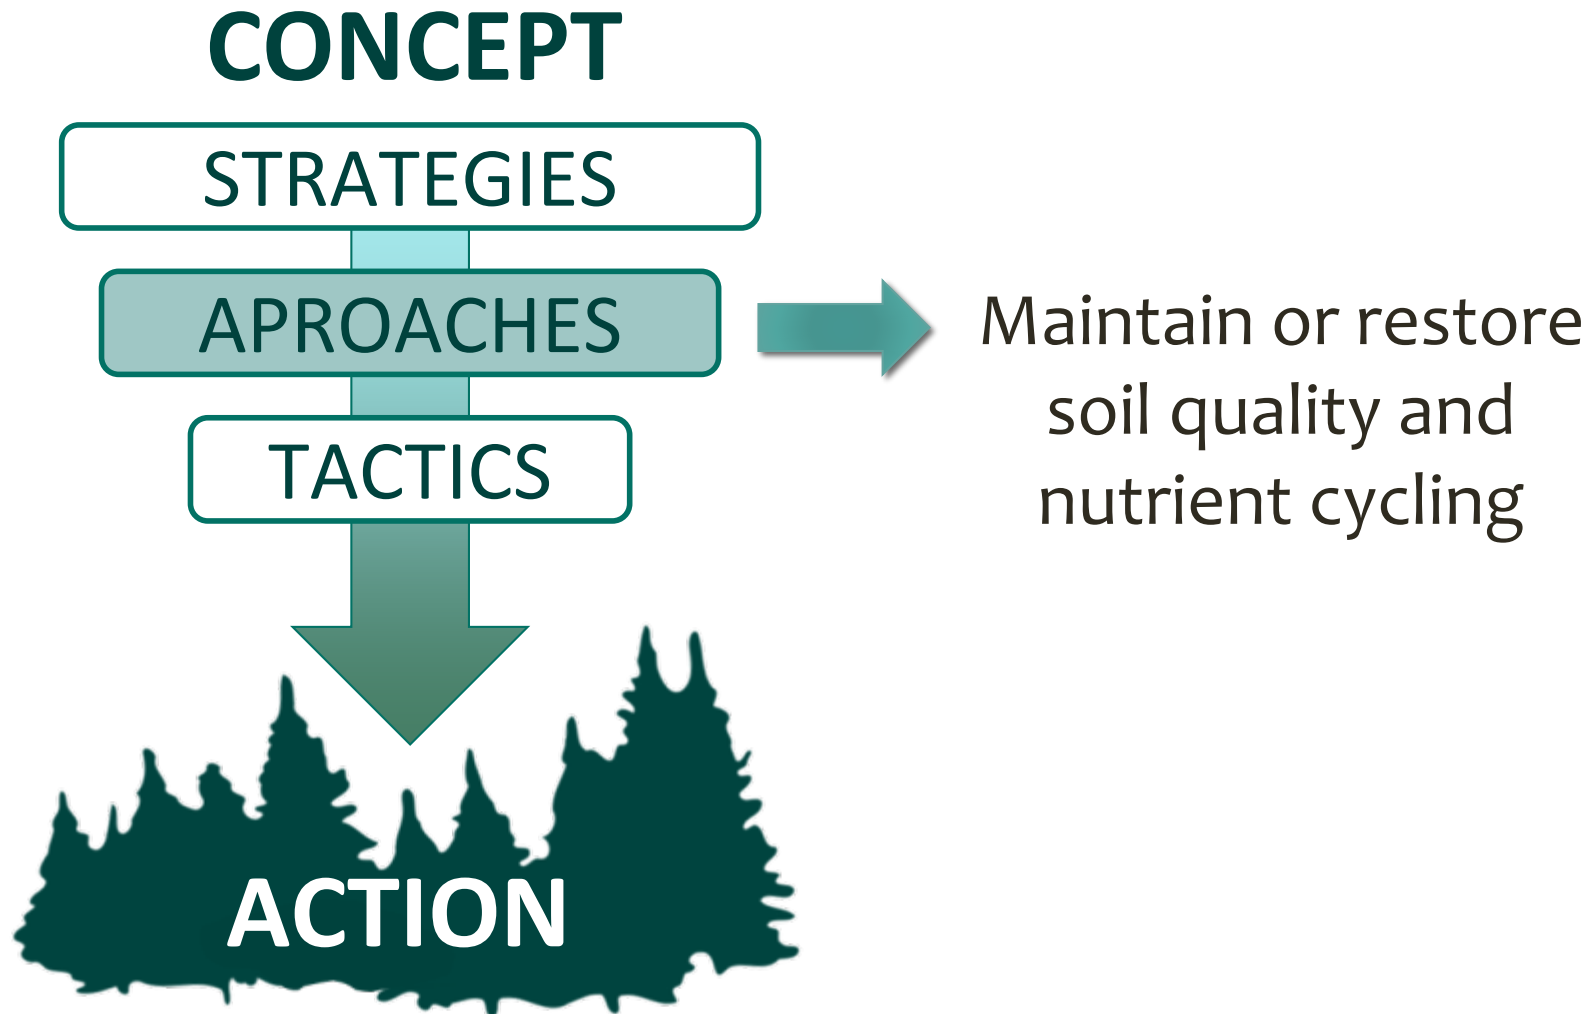 CONCEPT
STRATEGIES
APROACHES
Maintain or restore
soil quality and
nutrient cycling
TACTICS
ACTION